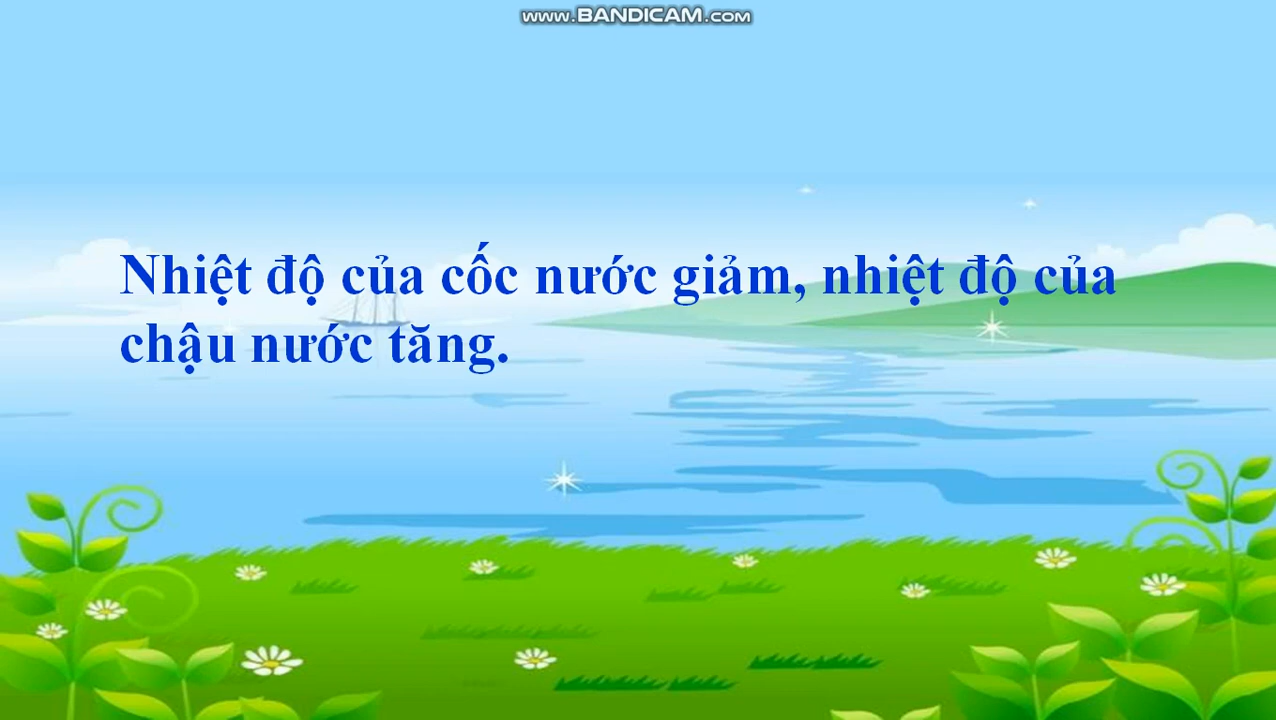 WWW.BANDICAM.COM
Nhiệt độ của cốc nước giảm, nhiệt độ của
chậu nước tăng.